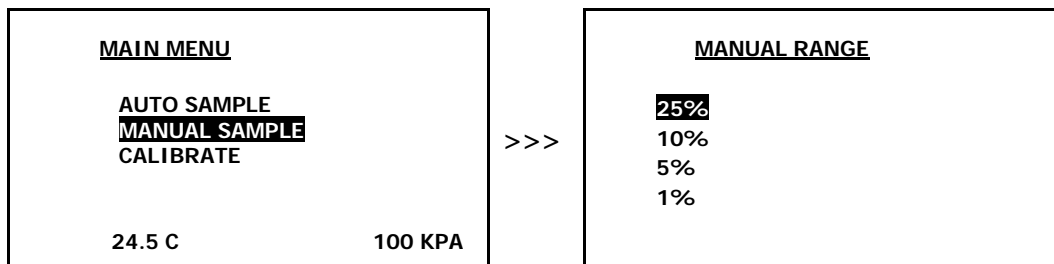 MAIN MENU
AUTO SAMPLE
MANUAL SAMPLE
CALIBRATE
24.5 C 100 KPA
>>>
MANUAL RANGE
25%
10%
5%
1%